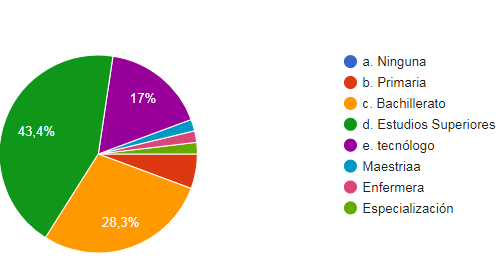 a. Ninguna
b. Primaria
c. Bachillerato
d. Estudios Superiores
e. tecnólogo
Maestriaa
Enfermera
Especialización
17%
43,4%
28,3%